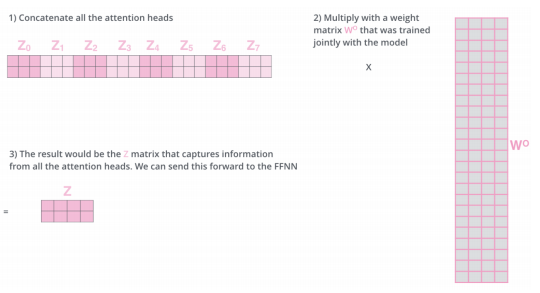 1) Concatenate all the attention heads
Z0 Z1 Z2 Z3 Z4 Z5 Z6 Z7
2) Multiply with a weight
matrix W^O that was trained
jointly with the model
X
W^O
3) The result would be the Z matrix that captures information
from all the attention heads. We can send this forward to the FFNN
Z
=